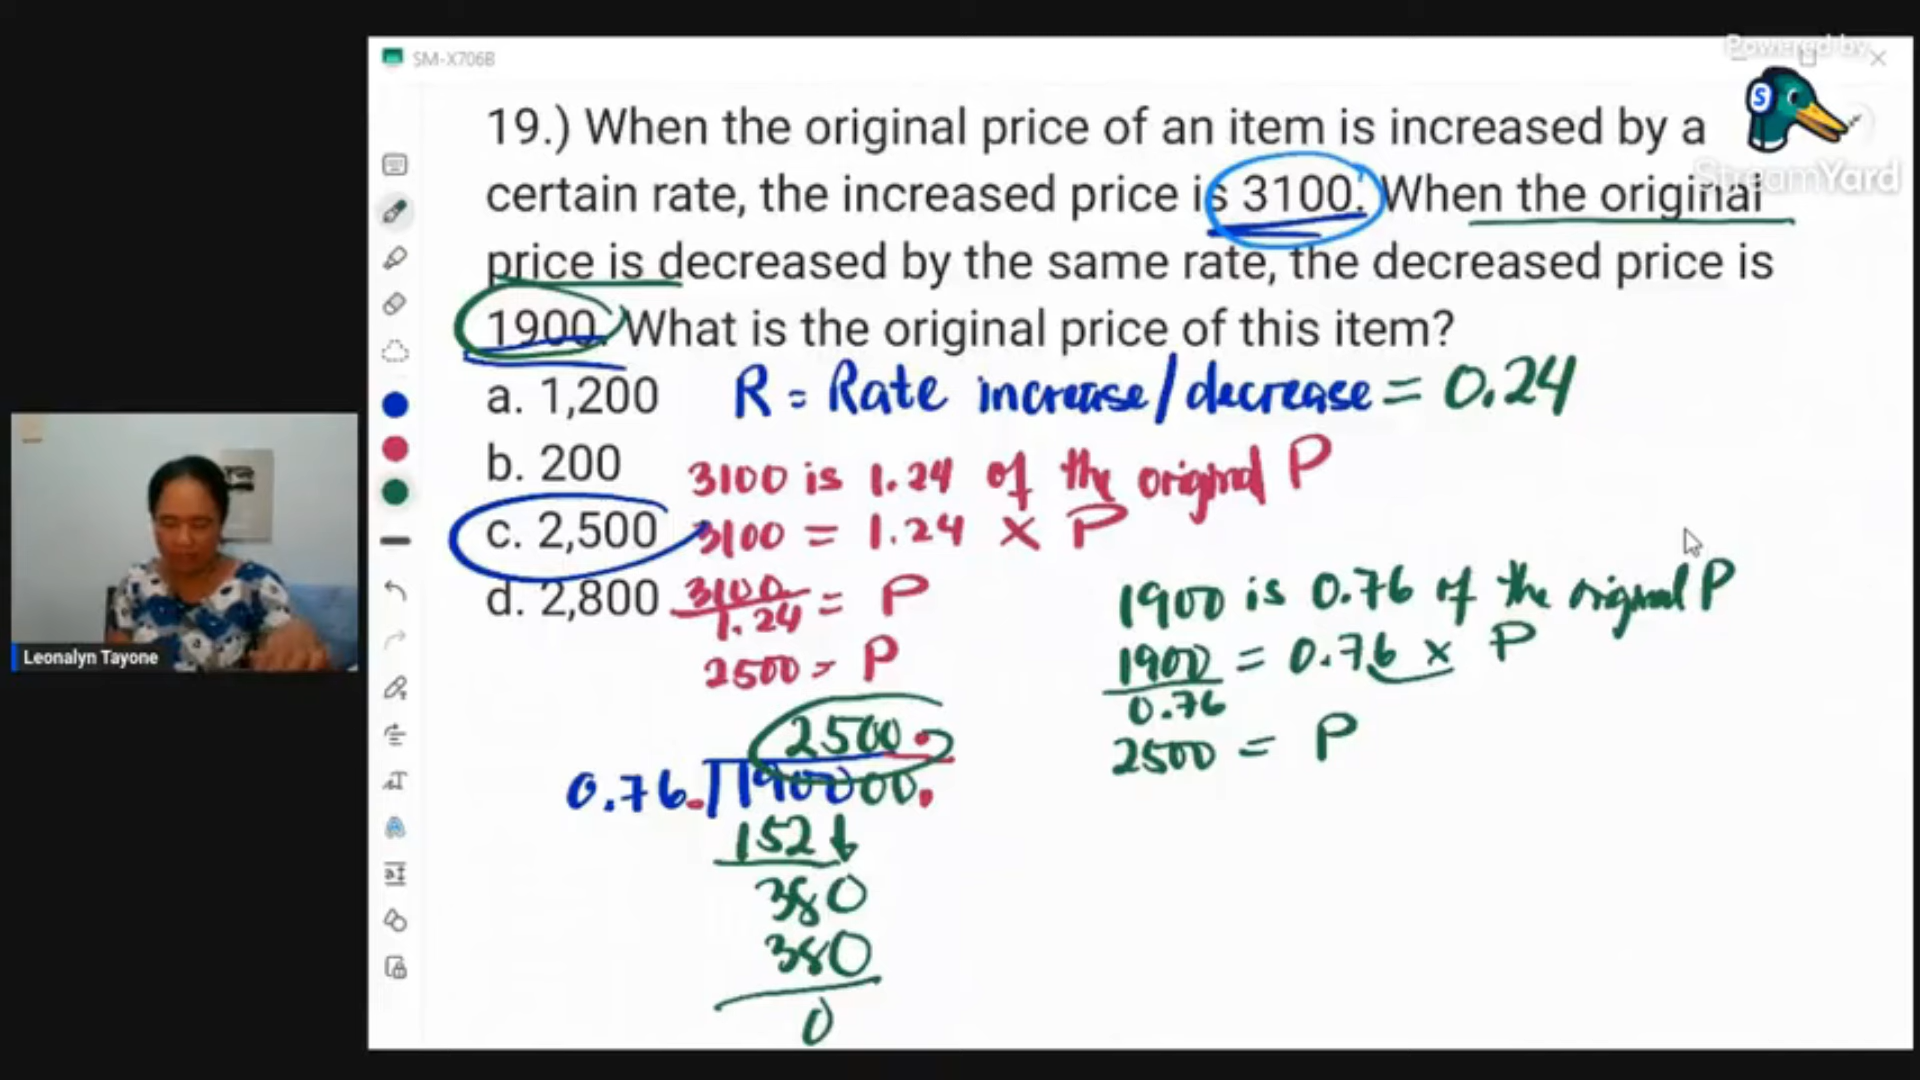 SM-X706B
Powered by
StreamYard
19.) When the original price of an item is increased by a
certain rate, the increased price is 3100. When the original
price is decreased by the same rate, the decreased price is
1900. What is the original price of this item?
a. 1,200
R = Rate increase/decrease = 0.24
b. 200
3100 is 1.24 of the original P
c. 2,500
3100 = 1.24 x P
d. 2,800
3100/1.24 = P
2500 = P
1900 is 0.76 of the original P
1900/0.76 = 0.76 x P
2500 = P
2500.
0.76. 190000.
152
380
380
0
Leonalyn Tayone